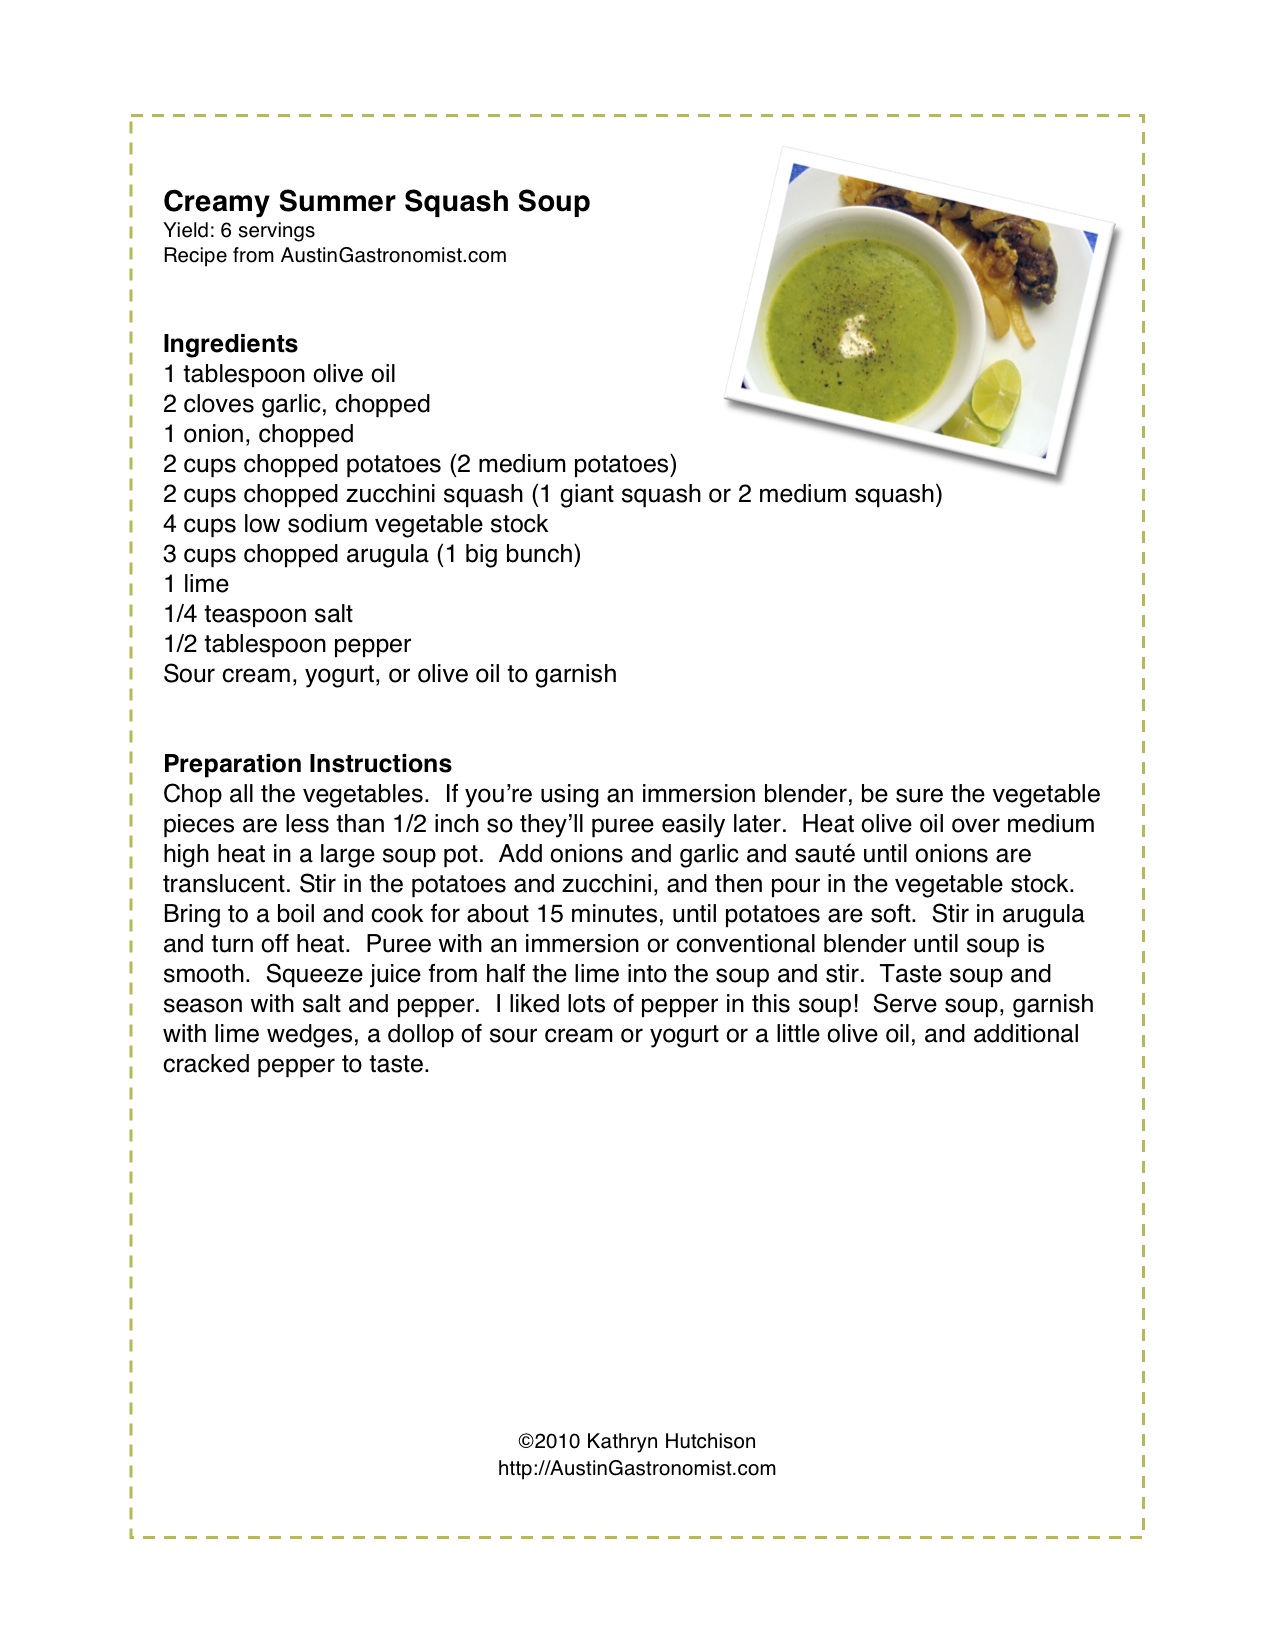 Creamy Summer Squash Soup
Yield: 6 servings
Recipe from AustinGastronomist.com
Ingredients
1 tablespoon olive oil
2 cloves garlic, chopped
1 onion, chopped
2 cups chopped potatoes (2 medium potatoes)
2 cups chopped zucchini squash (1 giant squash or 2 medium squash)
4 cups low sodium vegetable stock
3 cups chopped arugula (1 big bunch)
1 lime
1/4 teaspoon salt
1/2 tablespoon pepper
Sour cream, yogurt, or olive oil to garnish
Preparation Instructions
Chop all the vegetables.  If you’re using an immersion blender, be sure the vegetable
pieces are less than 1/2 inch so they’ll puree easily later.  Heat olive oil over medium
high heat in a large soup pot.  Add onions and garlic and sauté until onions are
translucent. Stir in the potatoes and zucchini, and then pour in the vegetable stock.
Bring to a boil and cook for about 15 minutes, until potatoes are soft.  Stir in arugula
and turn off heat.  Puree with an immersion or conventional blender until soup is
smooth.  Squeeze juice from half the lime into the soup and stir.  Taste soup and
season with salt and pepper.  I liked lots of pepper in this soup!  Serve soup, garnish
with lime wedges, a dollop of sour cream or yogurt or a little olive oil, and additional
cracked pepper to taste.
©2010 Kathryn Hutchison
http://AustinGastronomist.com